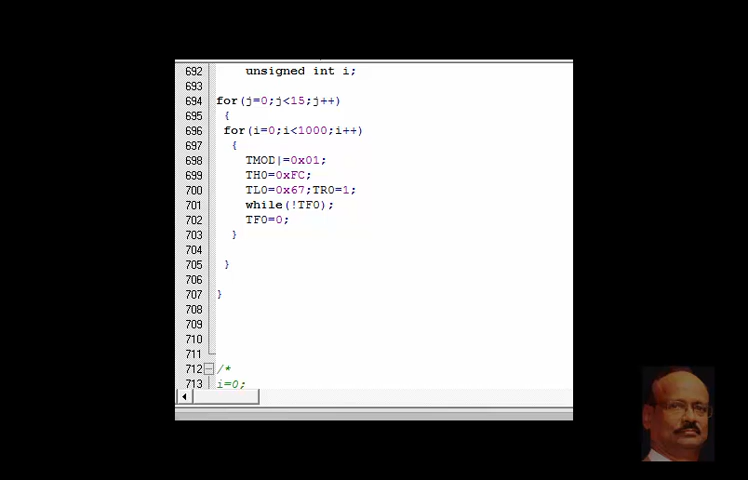 692 unsigned int i;
693
694 for(j=0;j<15;j++)
695 {
696 for(i=0;i<1000;i++)
697 {
698 TMOD|=0x01;
699 TH0=0xFC;
700 TL0=0x67;TR0=1;
701 while(!TF0);
702 TF0=0;
703 }
704
705 }
706
707 }
708
709
710
711
712 /*
713 i=0;